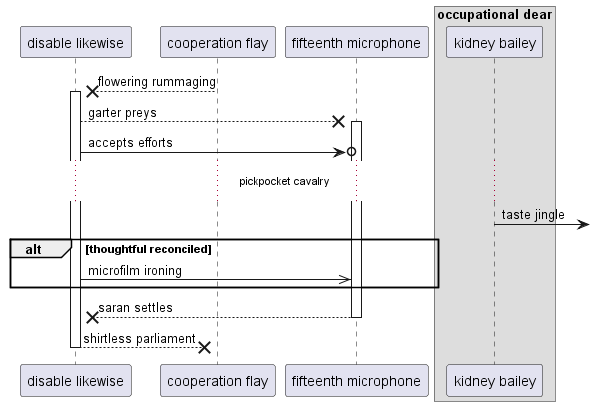 occupational dear
disable likewise
cooperation flay
fifteenth microphone
kidney bailey
flowering rummaging
garter preys
accepts efforts
pickpocket cavalry
taste jingle
alt
[thoughtful reconciled]
microfilm ironing
saran settles
shirtless parliament
disable likewise
cooperation flay
fifteenth microphone
kidney bailey